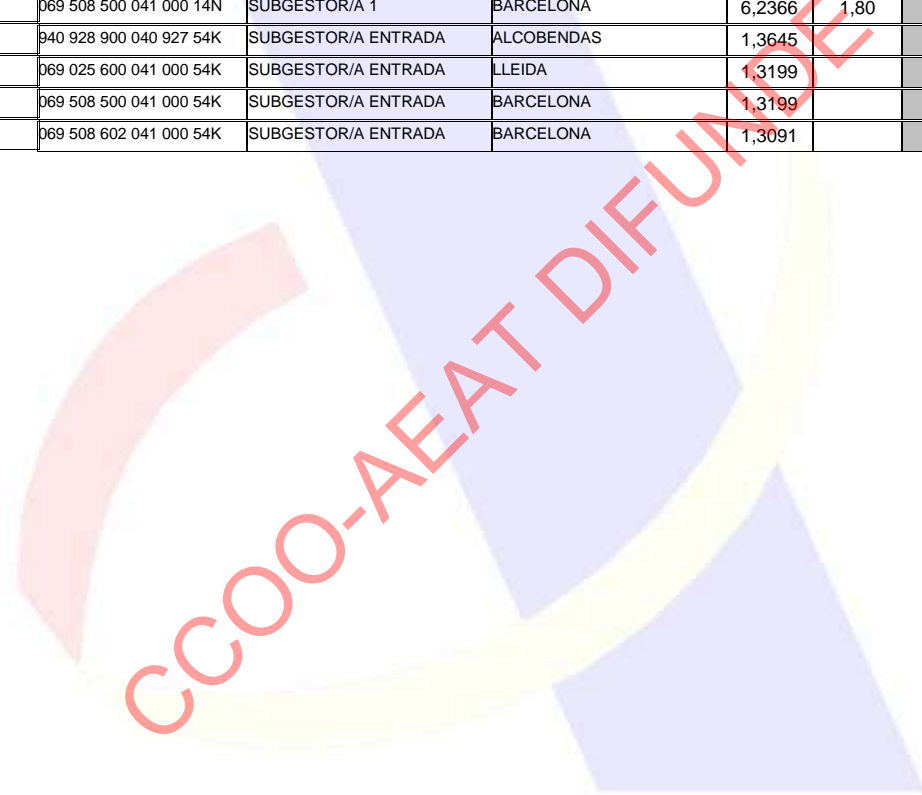 069 508 500 041 000 14N SUBGESTOR/A 1 BARCELONA 6,2366 1,80
940 928 900 040 927 54K SUBGESTOR/A ENTRADA ALCOBENDAS 1,3645
069 025 600 041 000 54K SUBGESTOR/A ENTRADA LLEIDA 1,3199
069 508 500 041 000 54K SUBGESTOR/A ENTRADA BARCELONA 1,3199
069 508 602 041 000 54K SUBGESTOR/A ENTRADA BARCELONA 1,3091
CCOO-AEAT DIFUNDE